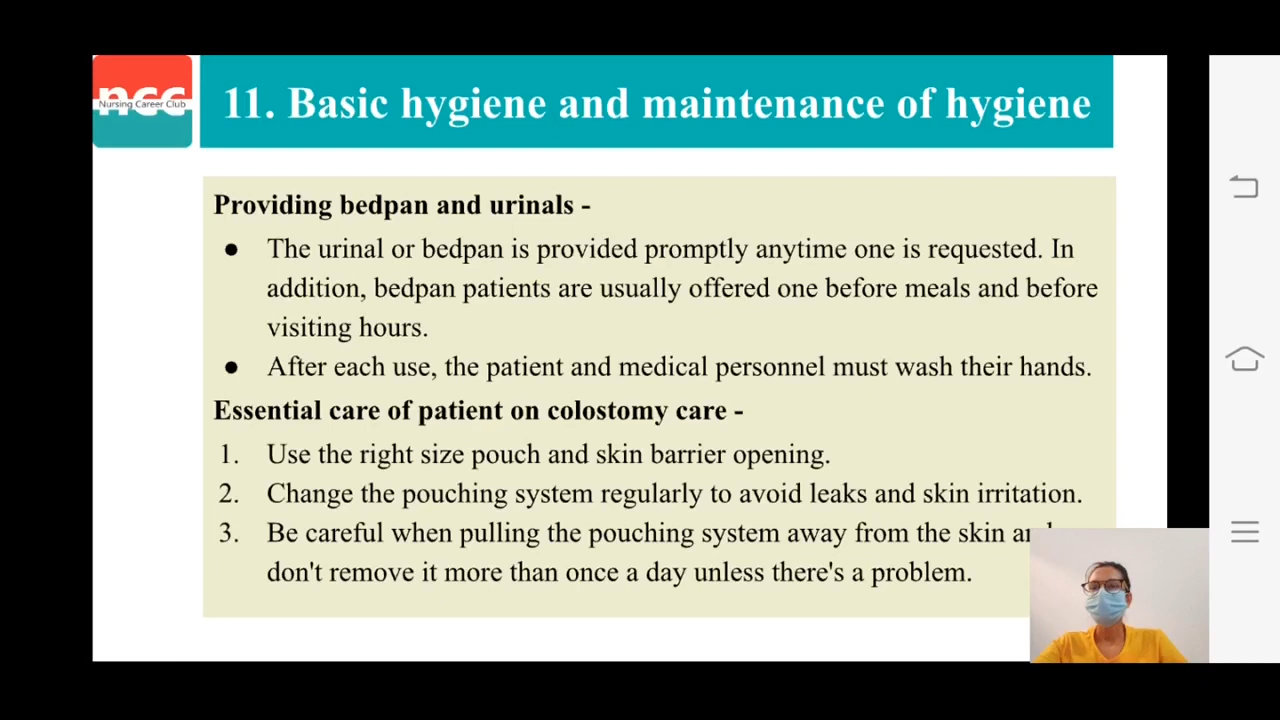 ncc
Nursing Career Club
11. Basic hygiene and maintenance of hygiene
Providing bedpan and urinals -
● The urinal or bedpan is provided promptly anytime one is requested. In
addition, bedpan patients are usually offered one before meals and before
visiting hours.
● After each use, the patient and medical personnel must wash their hands.
Essential care of patient on colostomy care -
1. Use the right size pouch and skin barrier opening.
2. Change the pouching system regularly to avoid leaks and skin irritation.
3. Be careful when pulling the pouching system away from the skin
don't remove it more than once a day unless there's a problem.